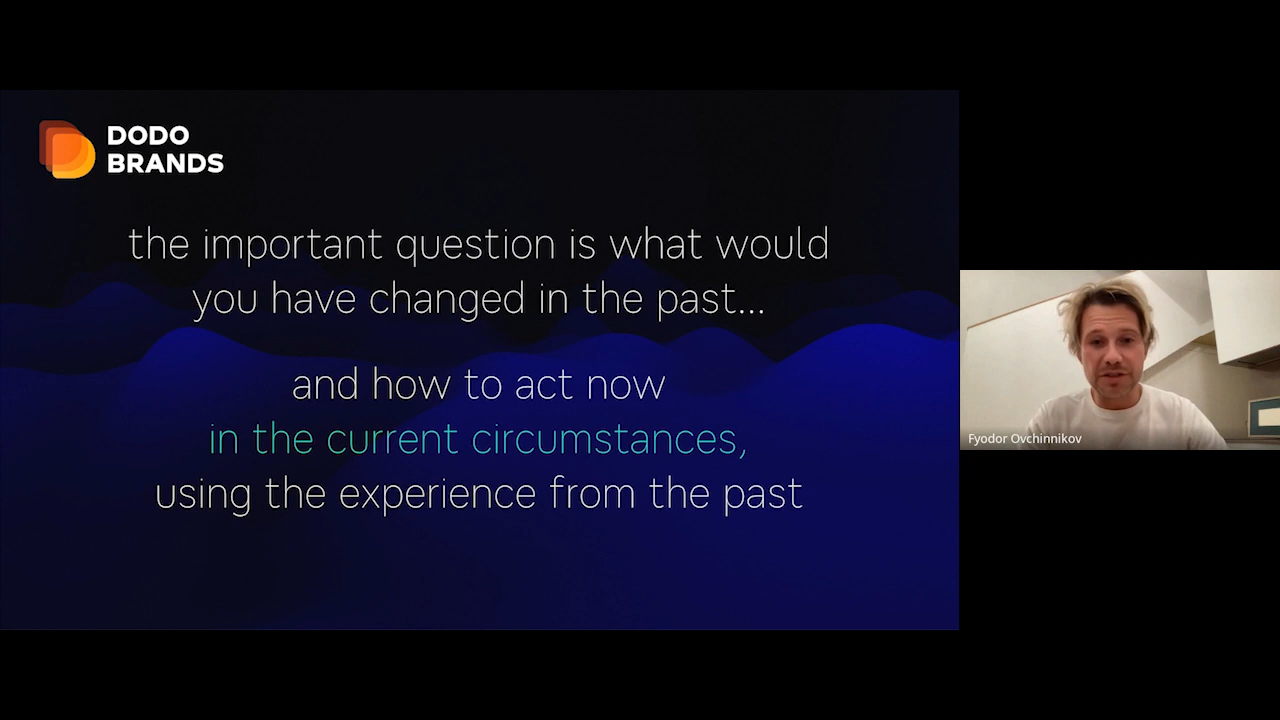 DODO
BRANDS
the important question is what would
you have changed in the past...
and how to act now
in the current circumstances,
using the experience from the past
Fyodor Ovchinnikov